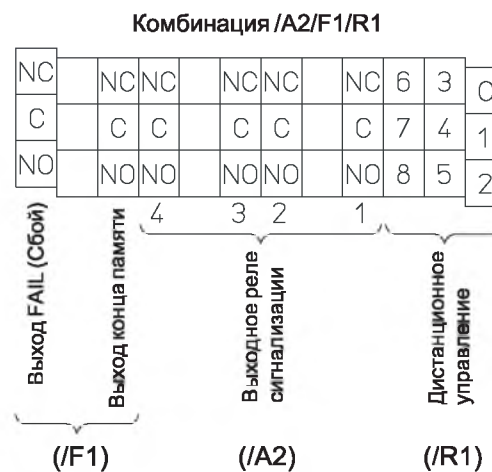 Комбинация /A2/F1/R1
NC NC NC NC NC NC 6 3 0
C C C C C C 7 4 1
NO NO NO NO NO NO 8 5 2
4 3 2 1
Выход FAIL (Сбой)
Выход конца памяти
Выходное реле
сигнализации
Дистанционное
управление
(/F1) (/A2) (/R1)